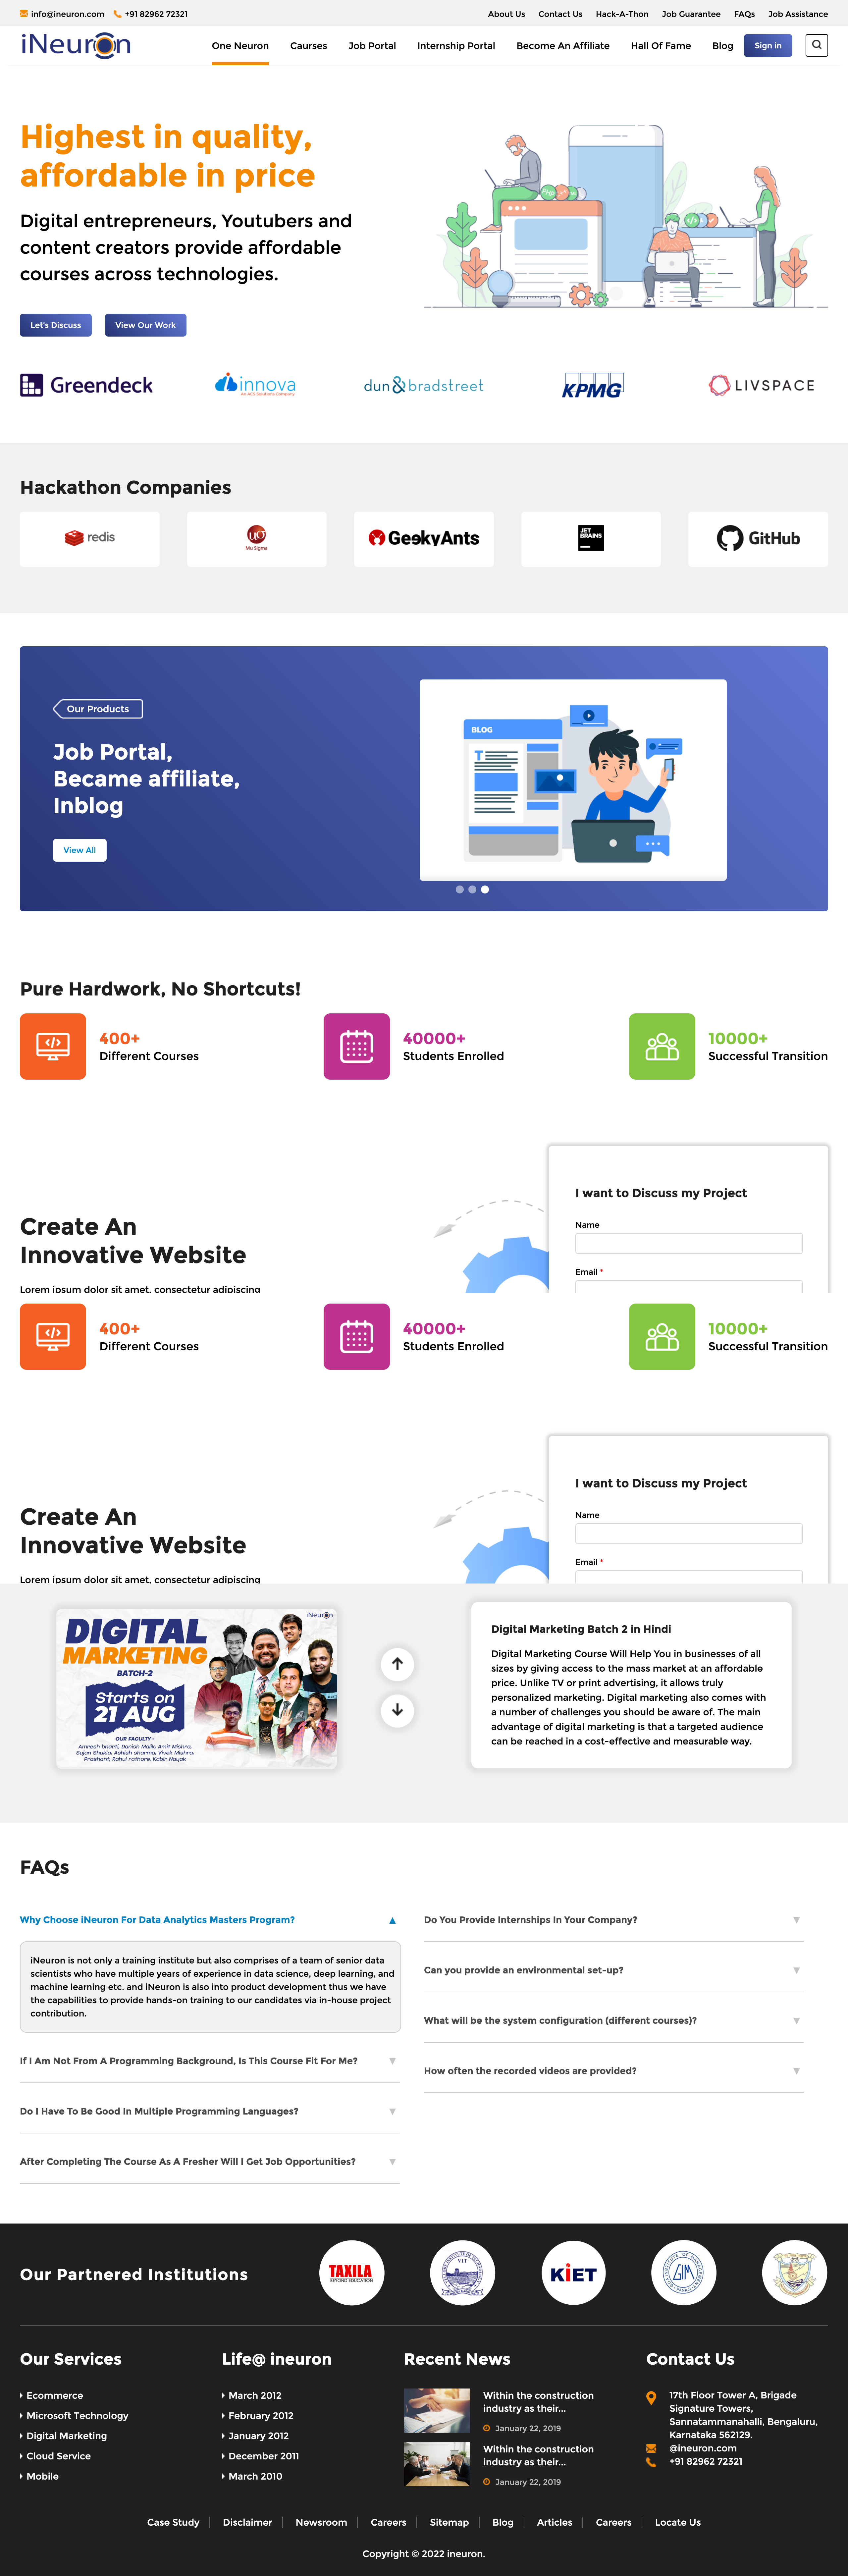 info@ineuron.com +91 82962 72321 About Us Contact Us Hack-A-Thon Job Guarantee FAQs Job Assistance
iNeuron One Neuron Caurses Job Portal Internship Portal Become An Affiliate Hall Of Fame Blog Sign in
Highest in quality,
affordable in price
Digital entrepreneurs, Youtubers and
content creators provide affordable
courses across technologies.
Let's Discuss View Our Work
Greendeck innova dun & bradstreet KPMG LIVSPACE
An ACS Solutions Company
Hackathon Companies
redis Mu Sigma GeekyAnts JET BRAINS GitHub
Our Products
Job Portal,
Became affiliate,
Inblog
View All
BLOG
T
Pure Hardwork, No Shortcuts!
400+ 40000+ 10000+
Different Courses Students Enrolled Successful Transition
I want to Discuss my Project
Create An
Innovative Website
Name
Email *
Lorem ipsum dolor sit amet, consectetur adipiscing
400+ 40000+ 10000+
Different Courses Students Enrolled Successful Transition
I want to Discuss my Project
Create An
Innovative Website
Name
Email *
Lorem ipsum dolor sit amet, consectetur adipiscing
iNeuron
DIGITAL
MARKETING
BATCH-2
Starts on
21 AUG
OUR FACULTY -
Amresh bharti, Danish Malik, Amit Mishra,
Sujan Shukla, Ashish sharma, Vivek Mishra,
Prashant, Rahul rathore, Kabir Nayak
Digital Marketing Batch 2 in Hindi
Digital Marketing Course Will Help You in businesses of all
sizes by giving access to the mass market at an affordable
price. Unlike TV or print advertising, it allows truly
personalized marketing. Digital marketing also comes with
a number of challenges you should be aware of. The main
advantage of digital marketing is that a targeted audience
can be reached in a cost-effective and measurable way.
FAQs
Why Choose iNeuron For Data Analytics Masters Program?
iNeuron is not only a training institute but also comprises of a team of senior data
scientists who have multiple years of experience in data science, deep learning, and
machine learning etc. and iNeuron is also into product development thus we have
the capabilities to provide hands-on training to our candidates via in-house project
contribution.
If I Am Not From A Programming Background, Is This Course Fit For Me?
Do I Have To Be Good In Multiple Programming Languages?
After Completing The Course As A Fresher Will I Get Job Opportunities?
Do You Provide Internships In Your Company?
Can you provide an environmental set-up?
What will be the system configuration (different courses)?
How often the recorded videos are provided?
Our Partnered Institutions
TAXILA
BEYOND EDUCATION
VIT
KiET
GIM
Our Services
Ecommerce
Microsoft Technology
Digital Marketing
Cloud Service
Mobile
Life@ ineuron
March 2012
February 2012
January 2012
December 2011
March 2010
Recent News
Within the construction
industry as their...
January 22, 2019
Within the construction
industry as their...
January 22, 2019
Contact Us
17th Floor Tower A, Brigade
Signature Towers,
Sannatammanahalli, Bengaluru,
Karnataka 562129.
@ineuron.com
+91 82962 72321
Case Study Disclaimer Newsroom Careers Sitemap Blog Articles Careers Locate Us
Copyright © 2022 ineuron.